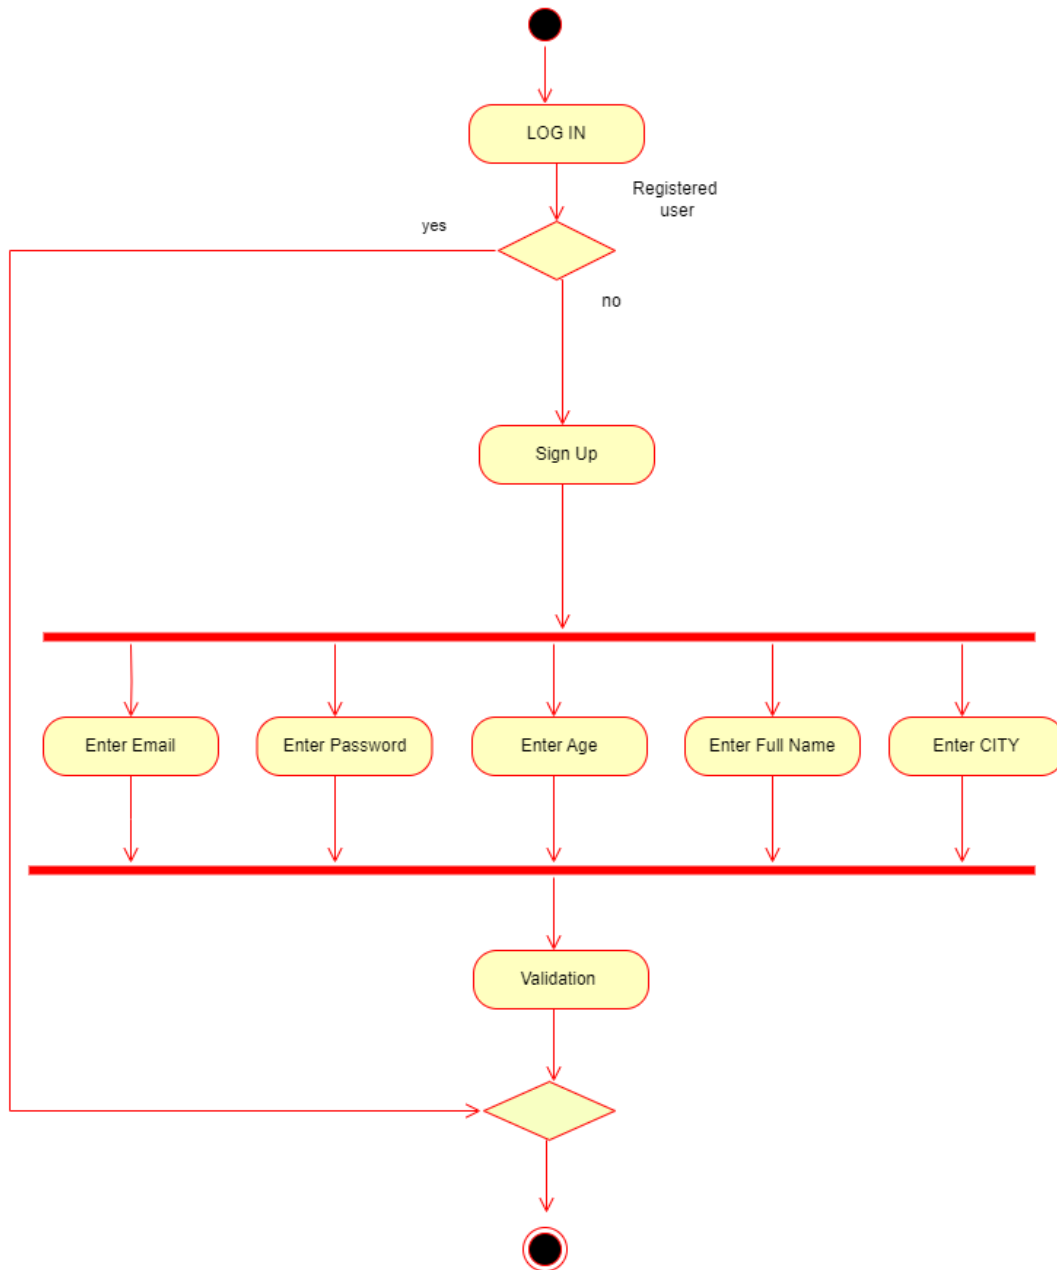 LOG IN
Registered
user
yes
no
Sign Up
Enter Email
Enter Password
Enter Age
Enter Full Name
Enter CITY
Validation